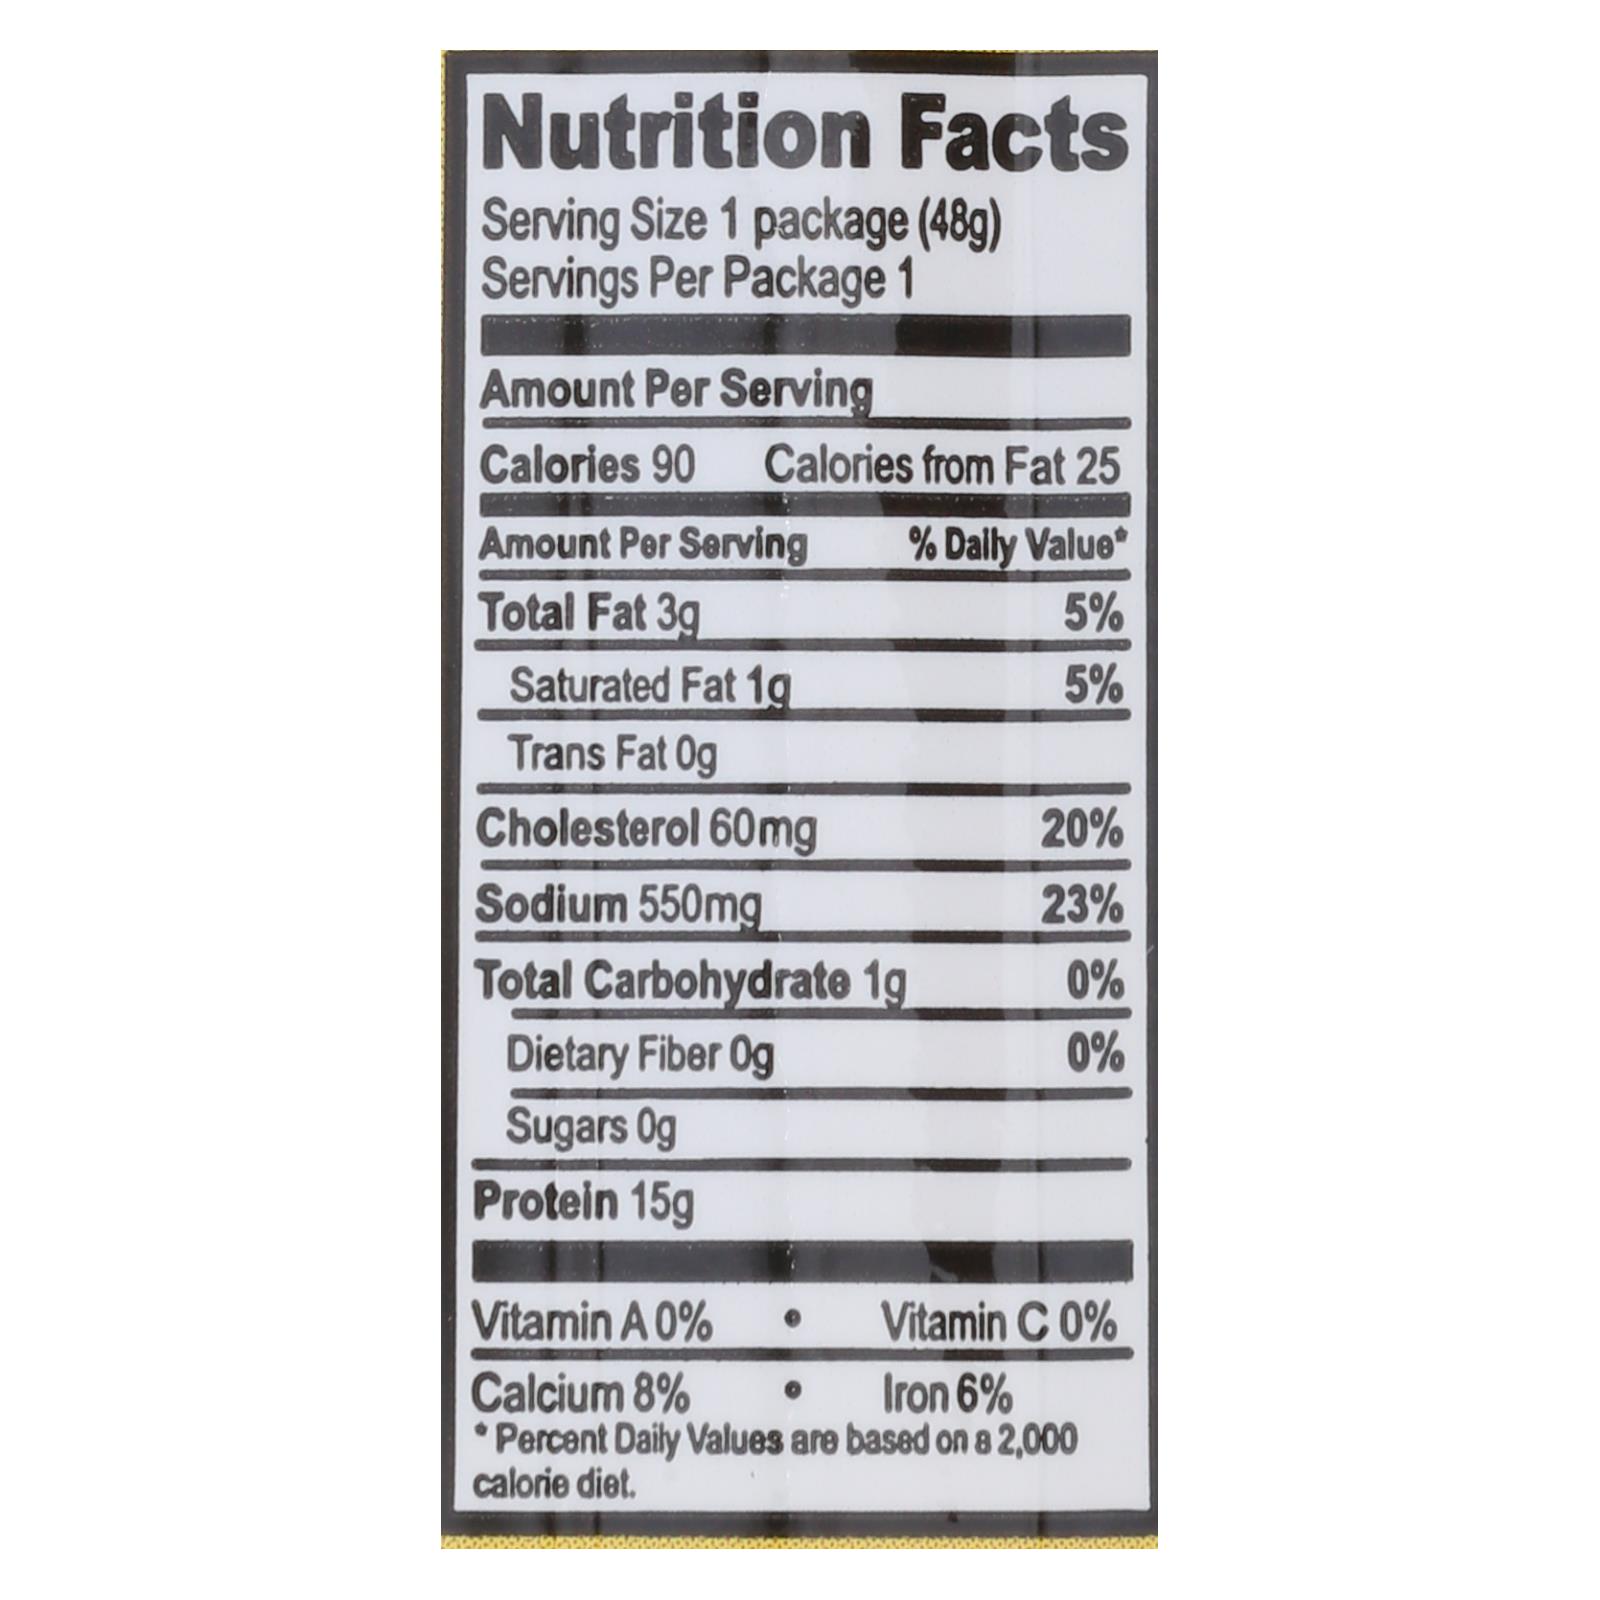 Nutrition Facts
Serving Size 1 package (48g)
Servings Per Package 1
Amount Per Serving
Calories 90 Calories from Fat 25
Amount Per Serving % Daily Value*
Total Fat 3g 5%
Saturated Fat 1g 5%
Trans Fat 0g
Cholesterol 60mg 20%
Sodium 550mg 23%
Total Carbohydrate 1g 0%
Dietary Fiber 0g 0%
Sugars 0g
Protein 15g
Vitamin A 0% • Vitamin C 0%
Calcium 8% • Iron 6%
* Percent Daily Values are based on a 2,000
calorie diet.